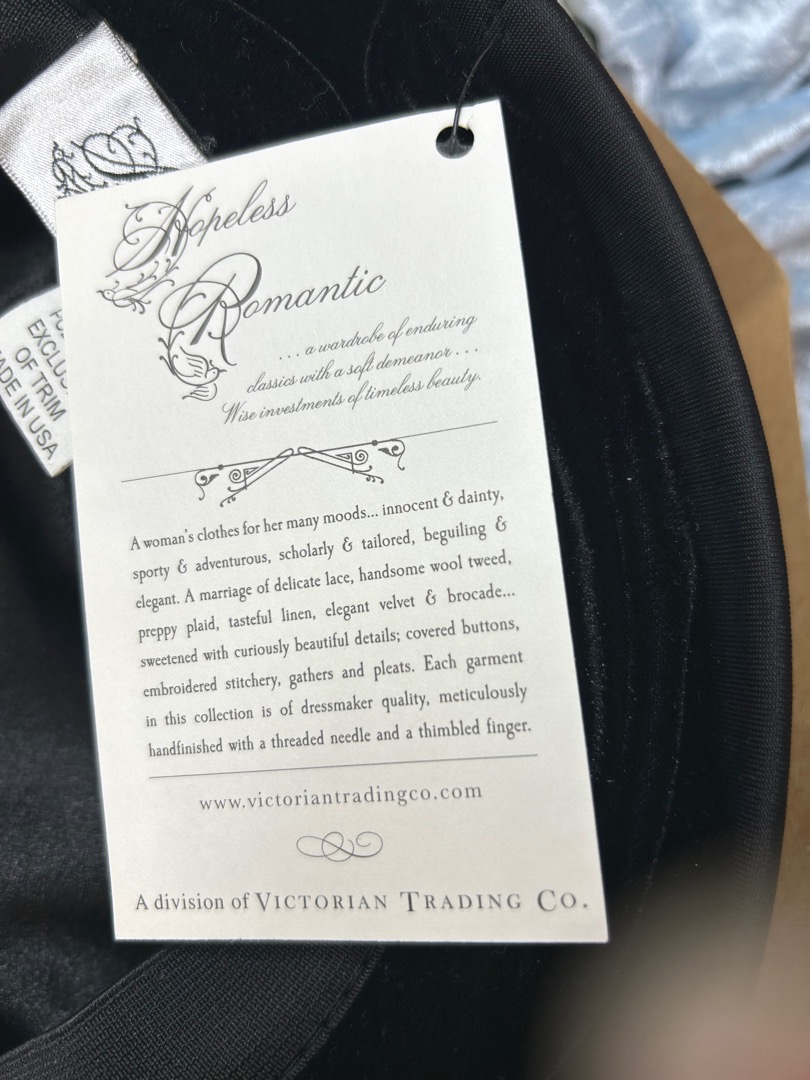 Hopeless
Romantic
... a wardrobe of enduring
classics with a soft demeanor...
Wise investments of timeless beauty.
A woman's clothes for her many moods... innocent & dainty,
sporty & adventurous, scholarly & tailored, beguiling &
elegant. A marriage of delicate lace, handsome wool tweed,
preppy plaid, tasteful linen, elegant velvet & brocade...
sweetened with curiously beautiful details; covered buttons,
embroidered stitchery, gathers and pleats. Each garment
in this collection is of dressmaker quality, meticulously
handfinished with a threaded needle and a thimbled finger.
www.victoriantradingco.com
A division of VICTORIAN TRADING CO.
OF TRIM
IN USA